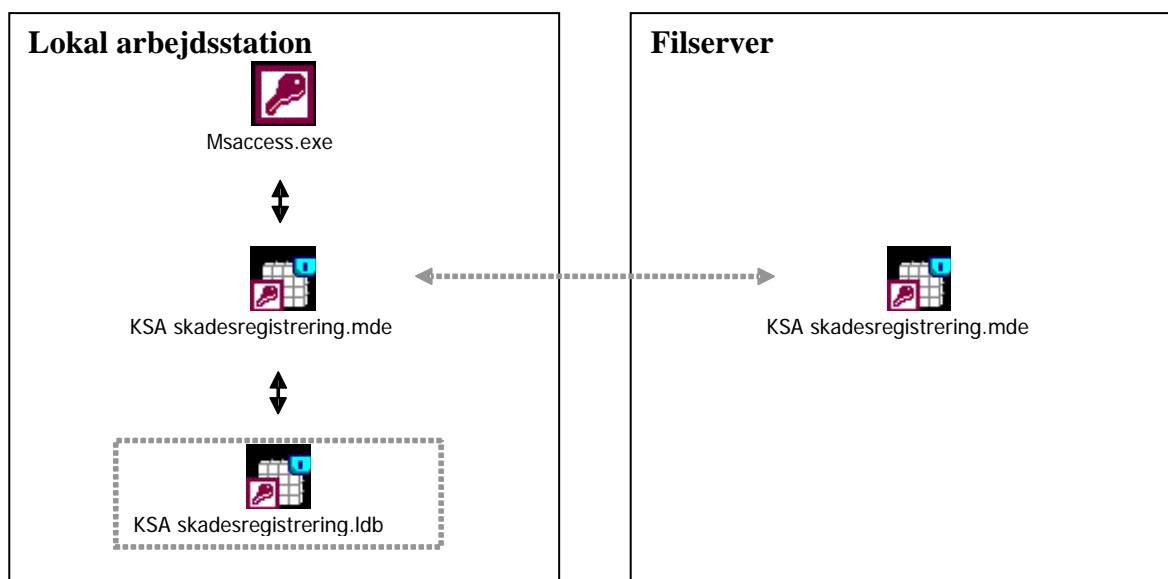 Lokal arbejdsstation
Msaccess.exe
KSA skadesregistrering.mde
KSA skadesregistrering.ldb
Filserver
KSA skadesregistrering.mde